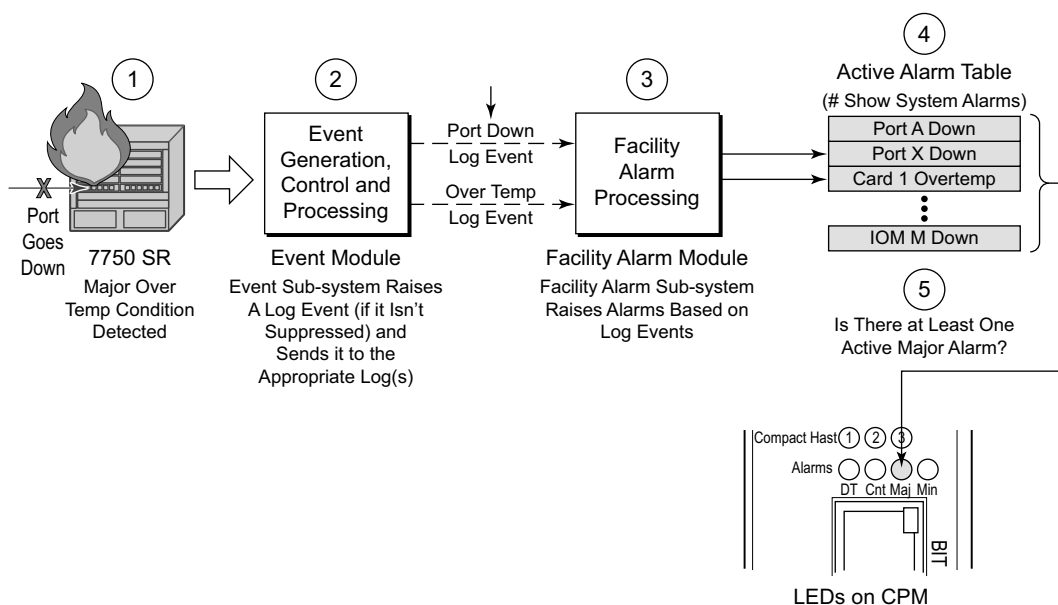 1
X
Port
Goes
Down
7750 SR
Major Over
Temp Condition
Detected
2
Event
Generation,
Control and
Processing
Event Module
Event Sub-system Raises
A Log Event (if it Isn't
Suppressed) and
Sends it to the
Appropriate Log(s)
Port Down
Log Event
Over Temp
Log Event
3
Facility
Alarm
Processing
Facility Alarm Module
Facility Alarm Sub-system
Raises Alarms Based on
Log Events
4
Active Alarm Table
(# Show System Alarms)
Port A Down
Port X Down
Card 1 Overtemp
IOM M Down
5
Is There at Least One
Active Major Alarm?
Compact Hast 1 2 3
Alarms
DT Cnt Maj Min
BIT
LEDs on CPM